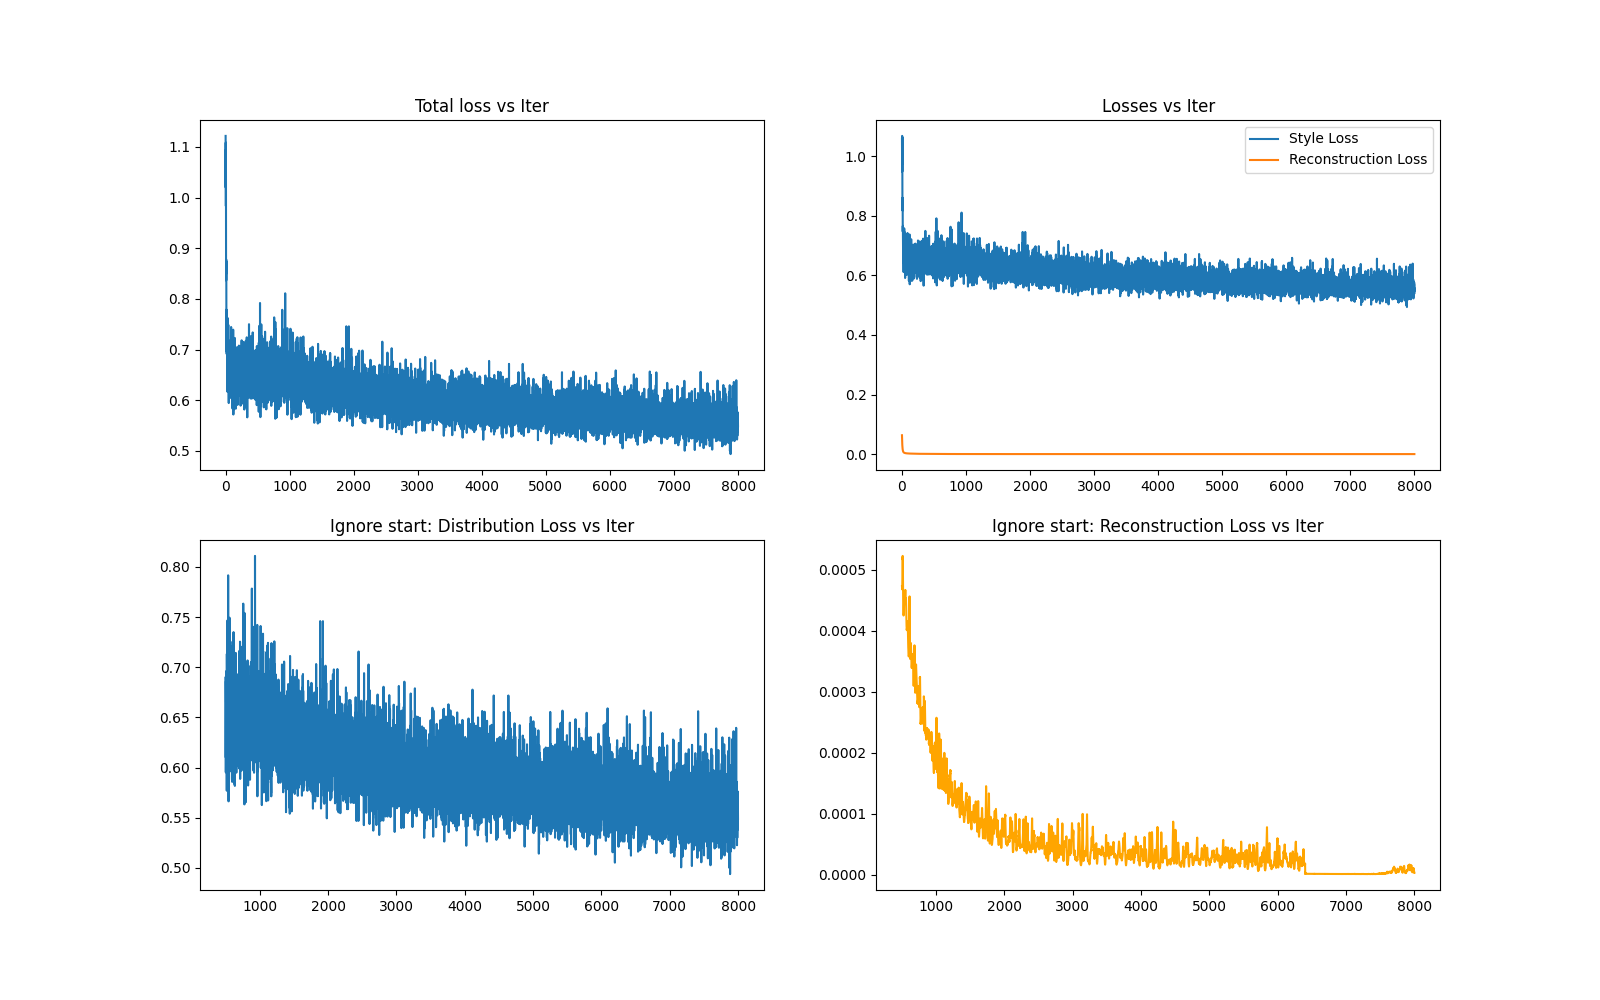 Total loss vs Iter
1.1
1.0
0.9
0.8
0.7
0.6
0.5
0 1000 2000 3000 4000 5000 6000 7000 8000
Losses vs Iter
Style Loss
Reconstruction Loss
1.0
0.8
0.6
0.4
0.2
0.0
0 1000 2000 3000 4000 5000 6000 7000 8000
Ignore start: Distribution Loss vs Iter
0.80
0.75
0.70
0.65
0.60
0.55
0.50
1000 2000 3000 4000 5000 6000 7000 8000
Ignore start: Reconstruction Loss vs Iter
0.0005
0.0004
0.0003
0.0002
0.0001
0.0000
1000 2000 3000 4000 5000 6000 7000 8000